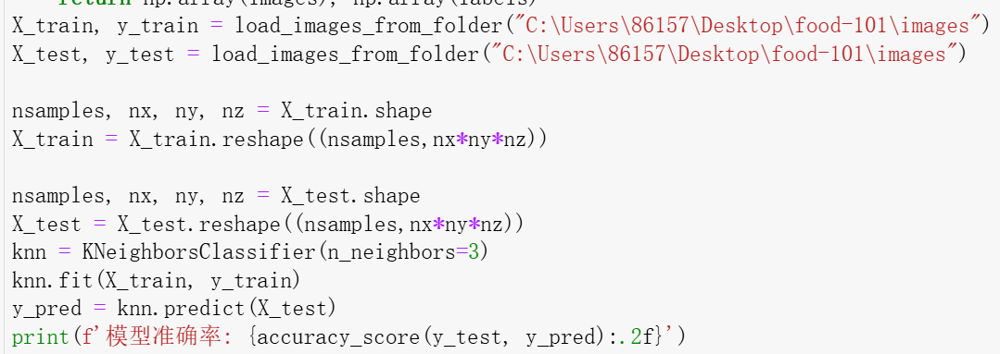 return np.array(images), np.array(labels)
X_train, y_train = load_images_from_folder("C:\Users\86157\Desktop\food-101\images")
X_test, y_test = load_images_from_folder("C:\Users\86157\Desktop\food-101\images")
nsamples, nx, ny, nz = X_train.shape
X_train = X_train.reshape((nsamples,nx*ny*nz))
nsamples, nx, ny, nz = X_test.shape
X_test = X_test.reshape((nsamples,nx*ny*nz))
knn = KNeighborsClassifier(n_neighbors=3)
knn.fit(X_train, y_train)
y_pred = knn.predict(X_test)
print(f'模型准确率: {accuracy_score(y_test, y_pred):.2f}')